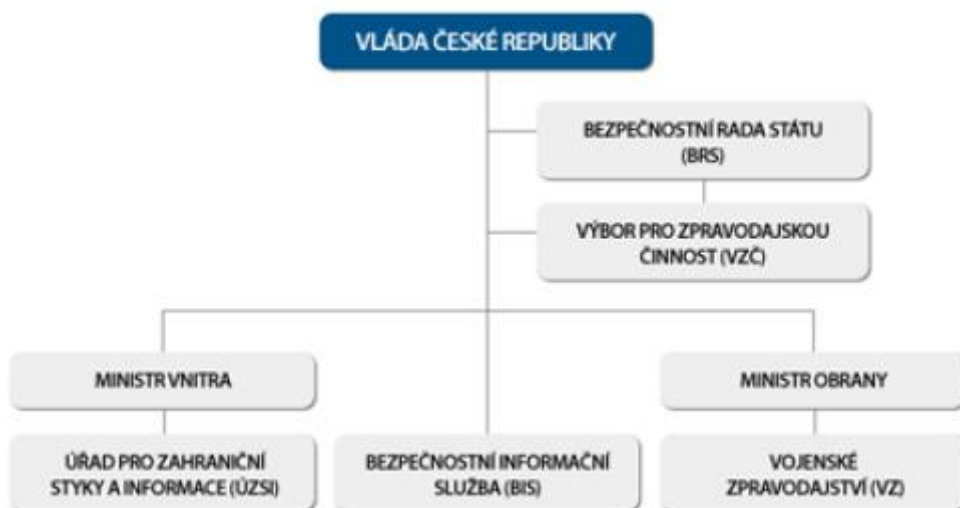 VLÁDA ČESKÉ REPUBLIKY
BEZPEČNOSTNÍ RADA STÁTU
(BRS)
VÝBOR PRO ZPRAVODAJSKOU
ČINNOST (VZČ)
MINISTR VNITRA
MINISTR OBRANY
ÚŘAD PRO ZAHRANIČNÍ
STYKY A INFORMACE (ÚZSI)
BEZPEČNOSTNÍ INFORMAČNÍ
SLUŽBA (BIS)
VOJENSKÉ
ZPRAVODAJSTVÍ (VZ)